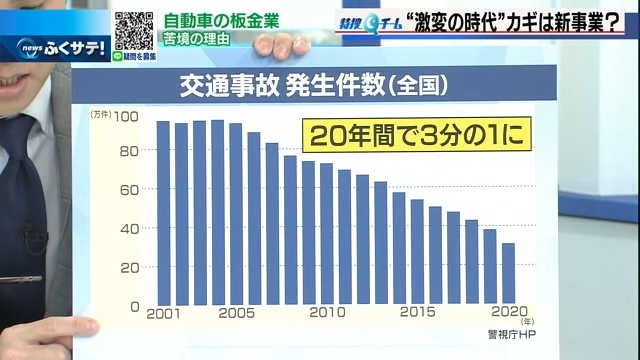 news ふくサテ!
疑問を募集
自動車の板金業
苦境の理由
特捜 チーム
“激変の時代”カギは新事業?
交通事故 発生件数(全国)
(万件)
100
20年間で3分の1に
80
60
40
20
0
2001
2005
2010
2015
2020
(年)
警視庁HP